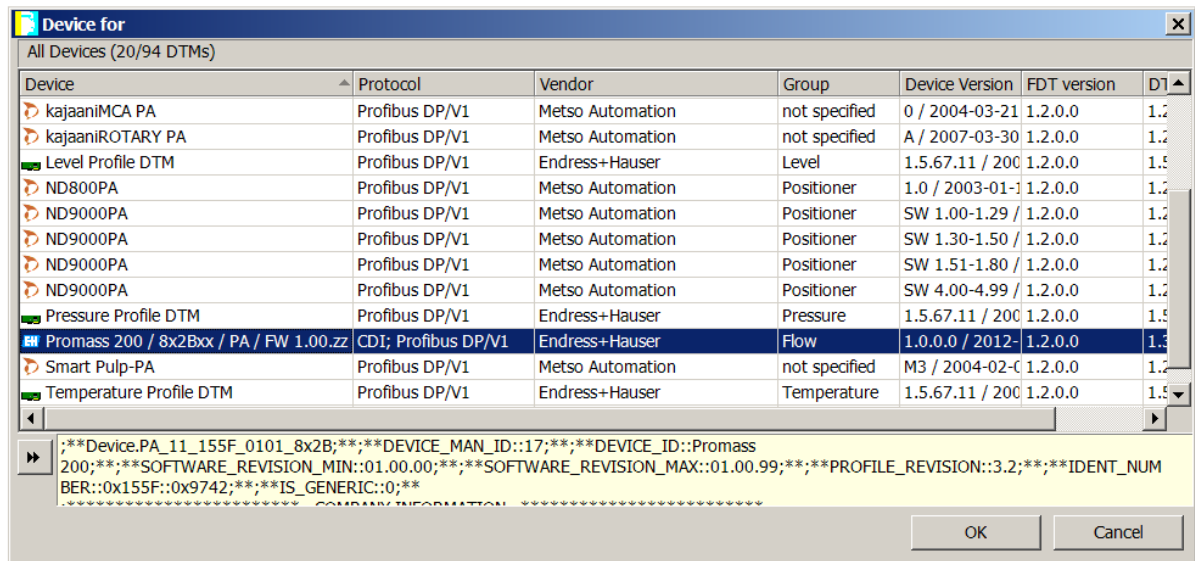 Device for
All Devices (20/94 DTMs)
Device Protocol Vendor Group Device Version FDT version
kajaaniMCA PA Profibus DP/V1 Metso Automation not specified 0 / 2004-03-21 1.2.0.0
kajaaniROTARY PA Profibus DP/V1 Metso Automation not specified A / 2007-03-30 1.2.0.0
Level Profile DTM Profibus DP/V1 Endress+Hauser Level 1.5.67.11 / 200 1.2.0.0
ND800PA Profibus DP/V1 Metso Automation Positioner 1.0 / 2003-01- 1.2.0.0
ND9000PA Profibus DP/V1 Metso Automation Positioner SW 1.00-1.29 / 1.2.0.0
ND9000PA Profibus DP/V1 Metso Automation Positioner SW 1.30-1.50 / 1.2.0.0
ND9000PA Profibus DP/V1 Metso Automation Positioner SW 1.51-1.80 / 1.2.0.0
ND9000PA Profibus DP/V1 Metso Automation Positioner SW 4.00-4.99 / 1.2.0.0
Pressure Profile DTM Profibus DP/V1 Endress+Hauser Pressure 1.5.67.11 / 200 1.2.0.0
EH Promass 200 / 8x2Bxx / PA / FW 1.00.zz CDI; Profibus DP/V1 Endress+Hauser Flow 1.0.0.0 / 2012- 1.2.0.0
Smart Pulp-PA Profibus DP/V1 Metso Automation not specified M3 / 2004-02- 1.2.0.0
Temperature Profile DTM Profibus DP/V1 Endress+Hauser Temperature 1.5.67.11 / 200 1.2.0.0
;**Device.PA_11_155F_0101_8x2B;**;**DEVICE_MAN_ID::17;**;**DEVICE_ID::Promass
200;**;**SOFTWARE_REVISION_MIN::01.00.00;**;**SOFTWARE_REVISION_MAX::01.00.99;**;**PROFILE_REVISION::3.2;**;**IDENT_NUM
BER::0x155F::0x9742;**;**IS_GENERIC::0;**
OK Cancel